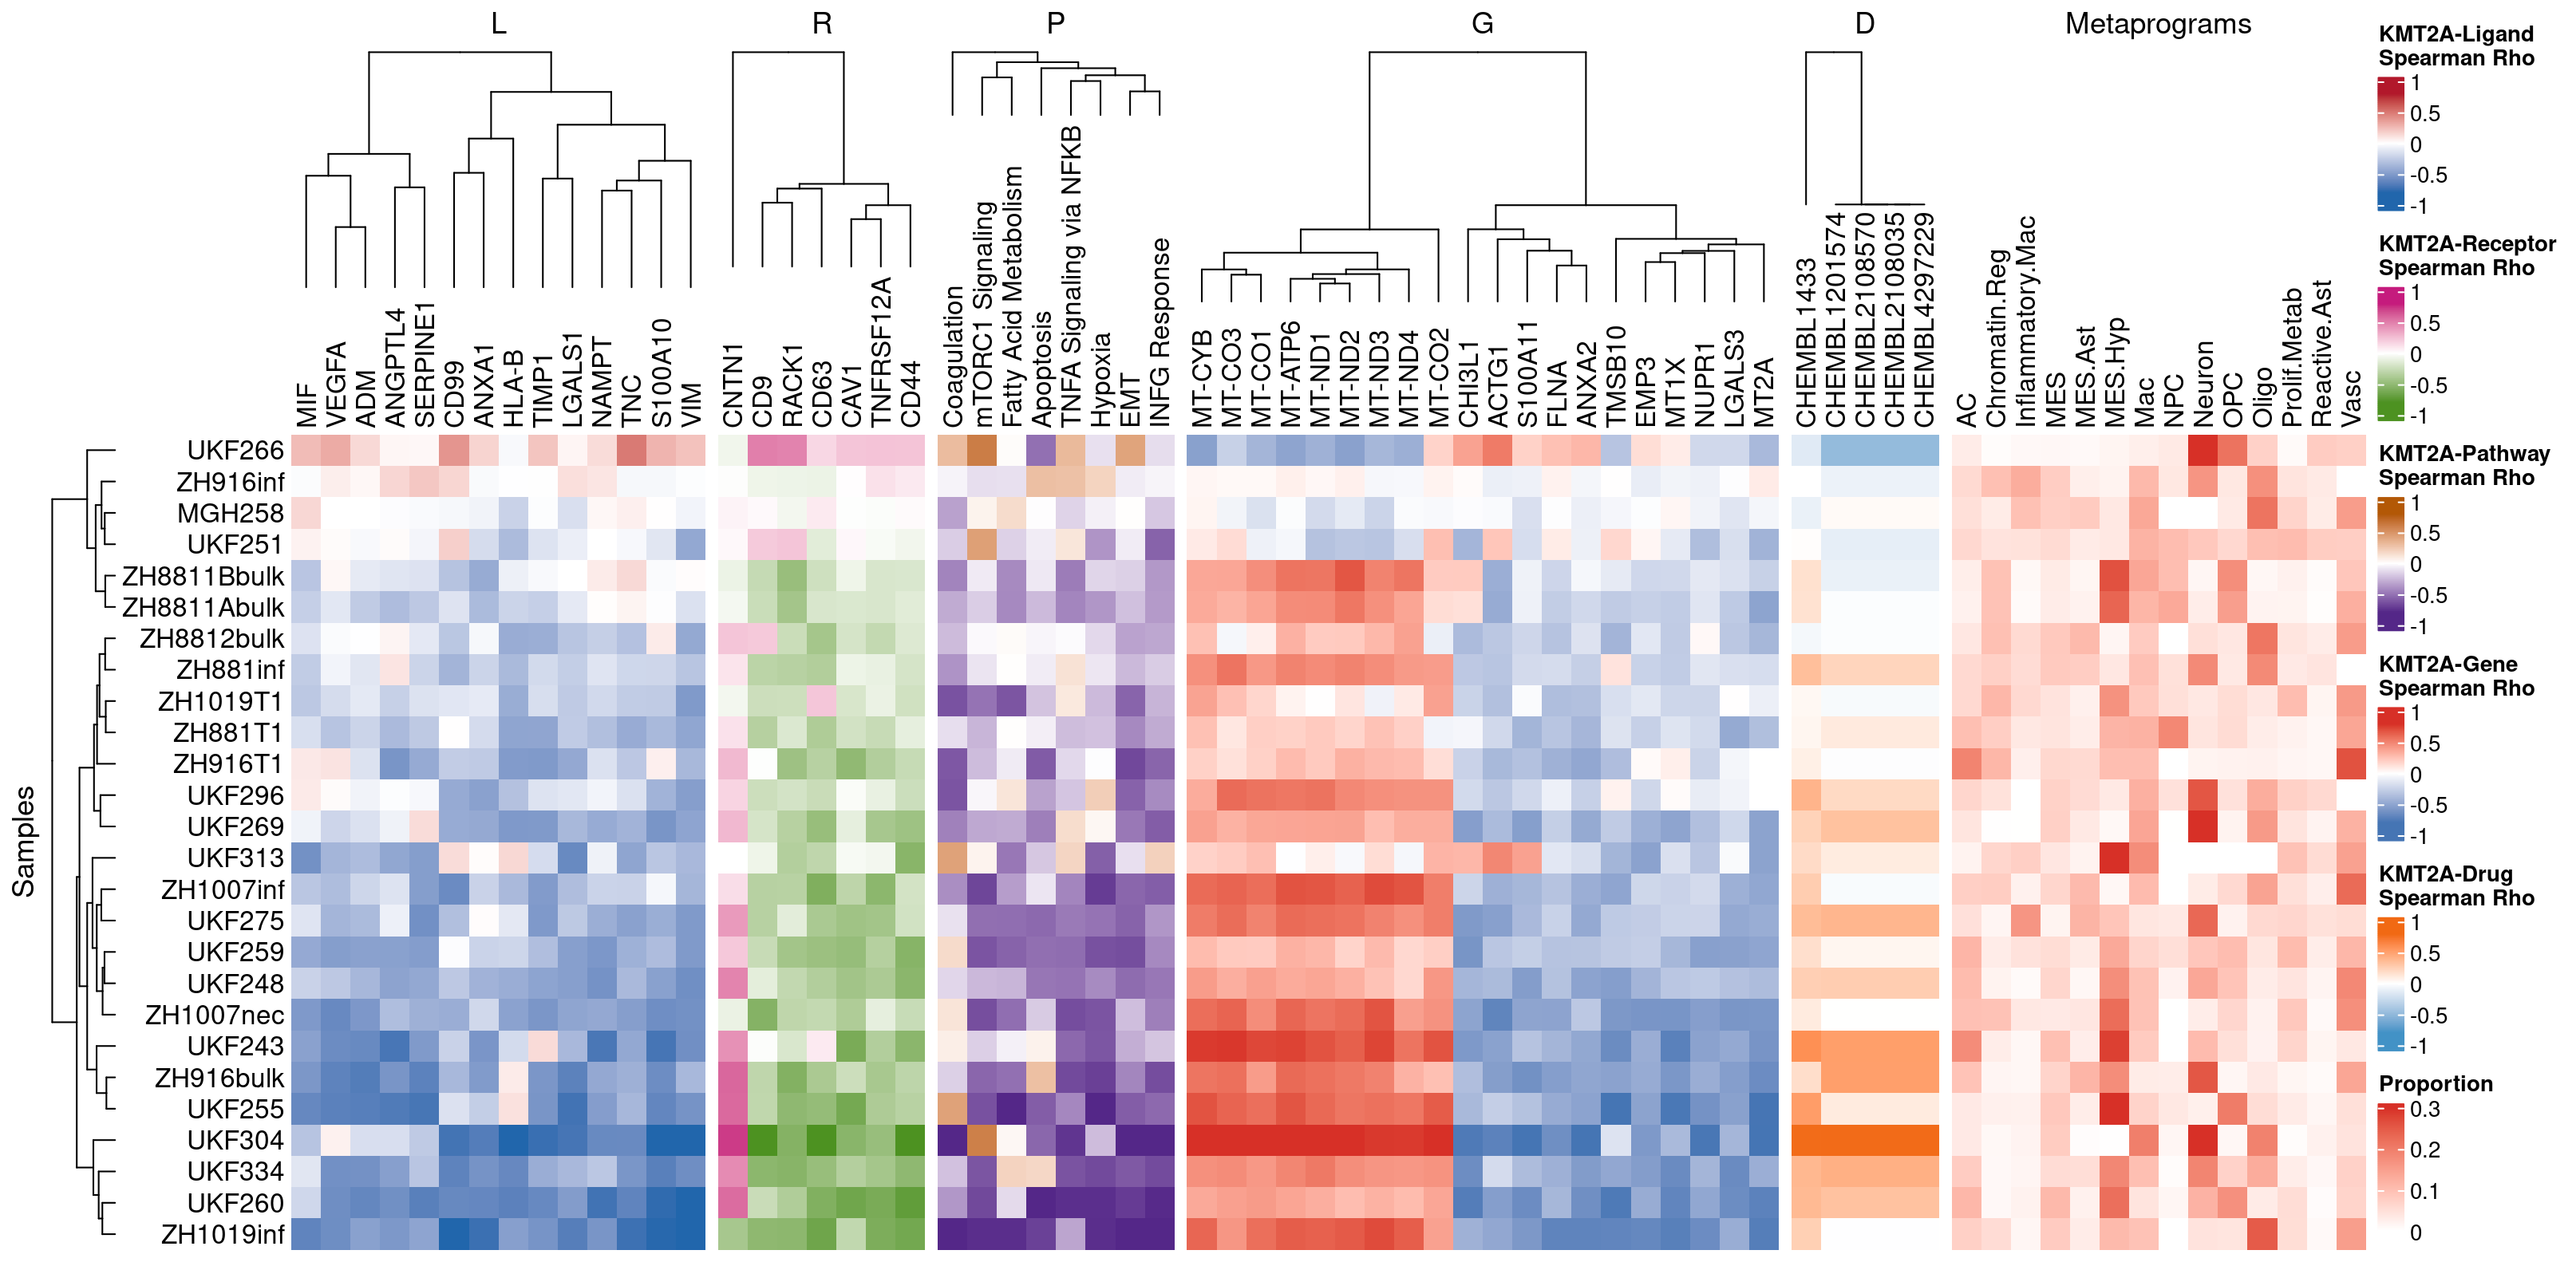 L
R
P
G
D
Metaprograms
MIF
VEGFA
ADM
ANGPTL4
SERPINE1
CD99
ANXA1
HLA-B
TIMP1
LGALS1
NAMPT
TNC
S100A10
VIM
CNTN1
CD9
RACK1
CD63
CAV1
TNFRSF12A
CD44
Coagulation
mTORC1 Signaling
Fatty Acid Metabolism
Apoptosis
TNFA Signaling via NFKB
Hypoxia
EMT
INFG Response
MT-CYB
MT-CO3
MT-CO1
MT-ATP6
MT-ND1
MT-ND2
MT-ND3
MT-ND4
MT-CO2
CHI3L1
ACTG1
S100A11
FLNA
ANXA2
TMSB10
EMP3
MT1X
NUPR1
LGALS3
MT2A
CHEMBL1433
CHEMBL1201574
CHEMBL2108570
CHEMBL2108035
CHEMBL4297229
AC
Chromatin.Reg
Inflammatory.Mac
MES
MES.Ast
MES.Hyp
Mac
NPC
Neuron
OPC
Oligo
Prolif.Metab
Reactive.Ast
Vasc
Samples
UKF266
ZH916inf
MGH258
UKF251
ZH8811Bbulk
ZH8811Abulk
ZH8812bulk
ZH881inf
ZH1019T1
ZH881T1
ZH916T1
UKF296
UKF269
UKF313
ZH1007inf
UKF275
UKF259
UKF248
ZH1007nec
UKF243
ZH916bulk
UKF255
UKF304
UKF334
UKF260
ZH1019inf
KMT2A-Ligand
Spearman Rho
1
0.5
0
-0.5
-1
KMT2A-Receptor
Spearman Rho
1
0.5
0
-0.5
-1
KMT2A-Pathway
Spearman Rho
1
0.5
0
-0.5
-1
KMT2A-Gene
Spearman Rho
1
0.5
0
-0.5
-1
KMT2A-Drug
Spearman Rho
1
0.5
0
-0.5
-1
Proportion
0.3
0.2
0.1
0